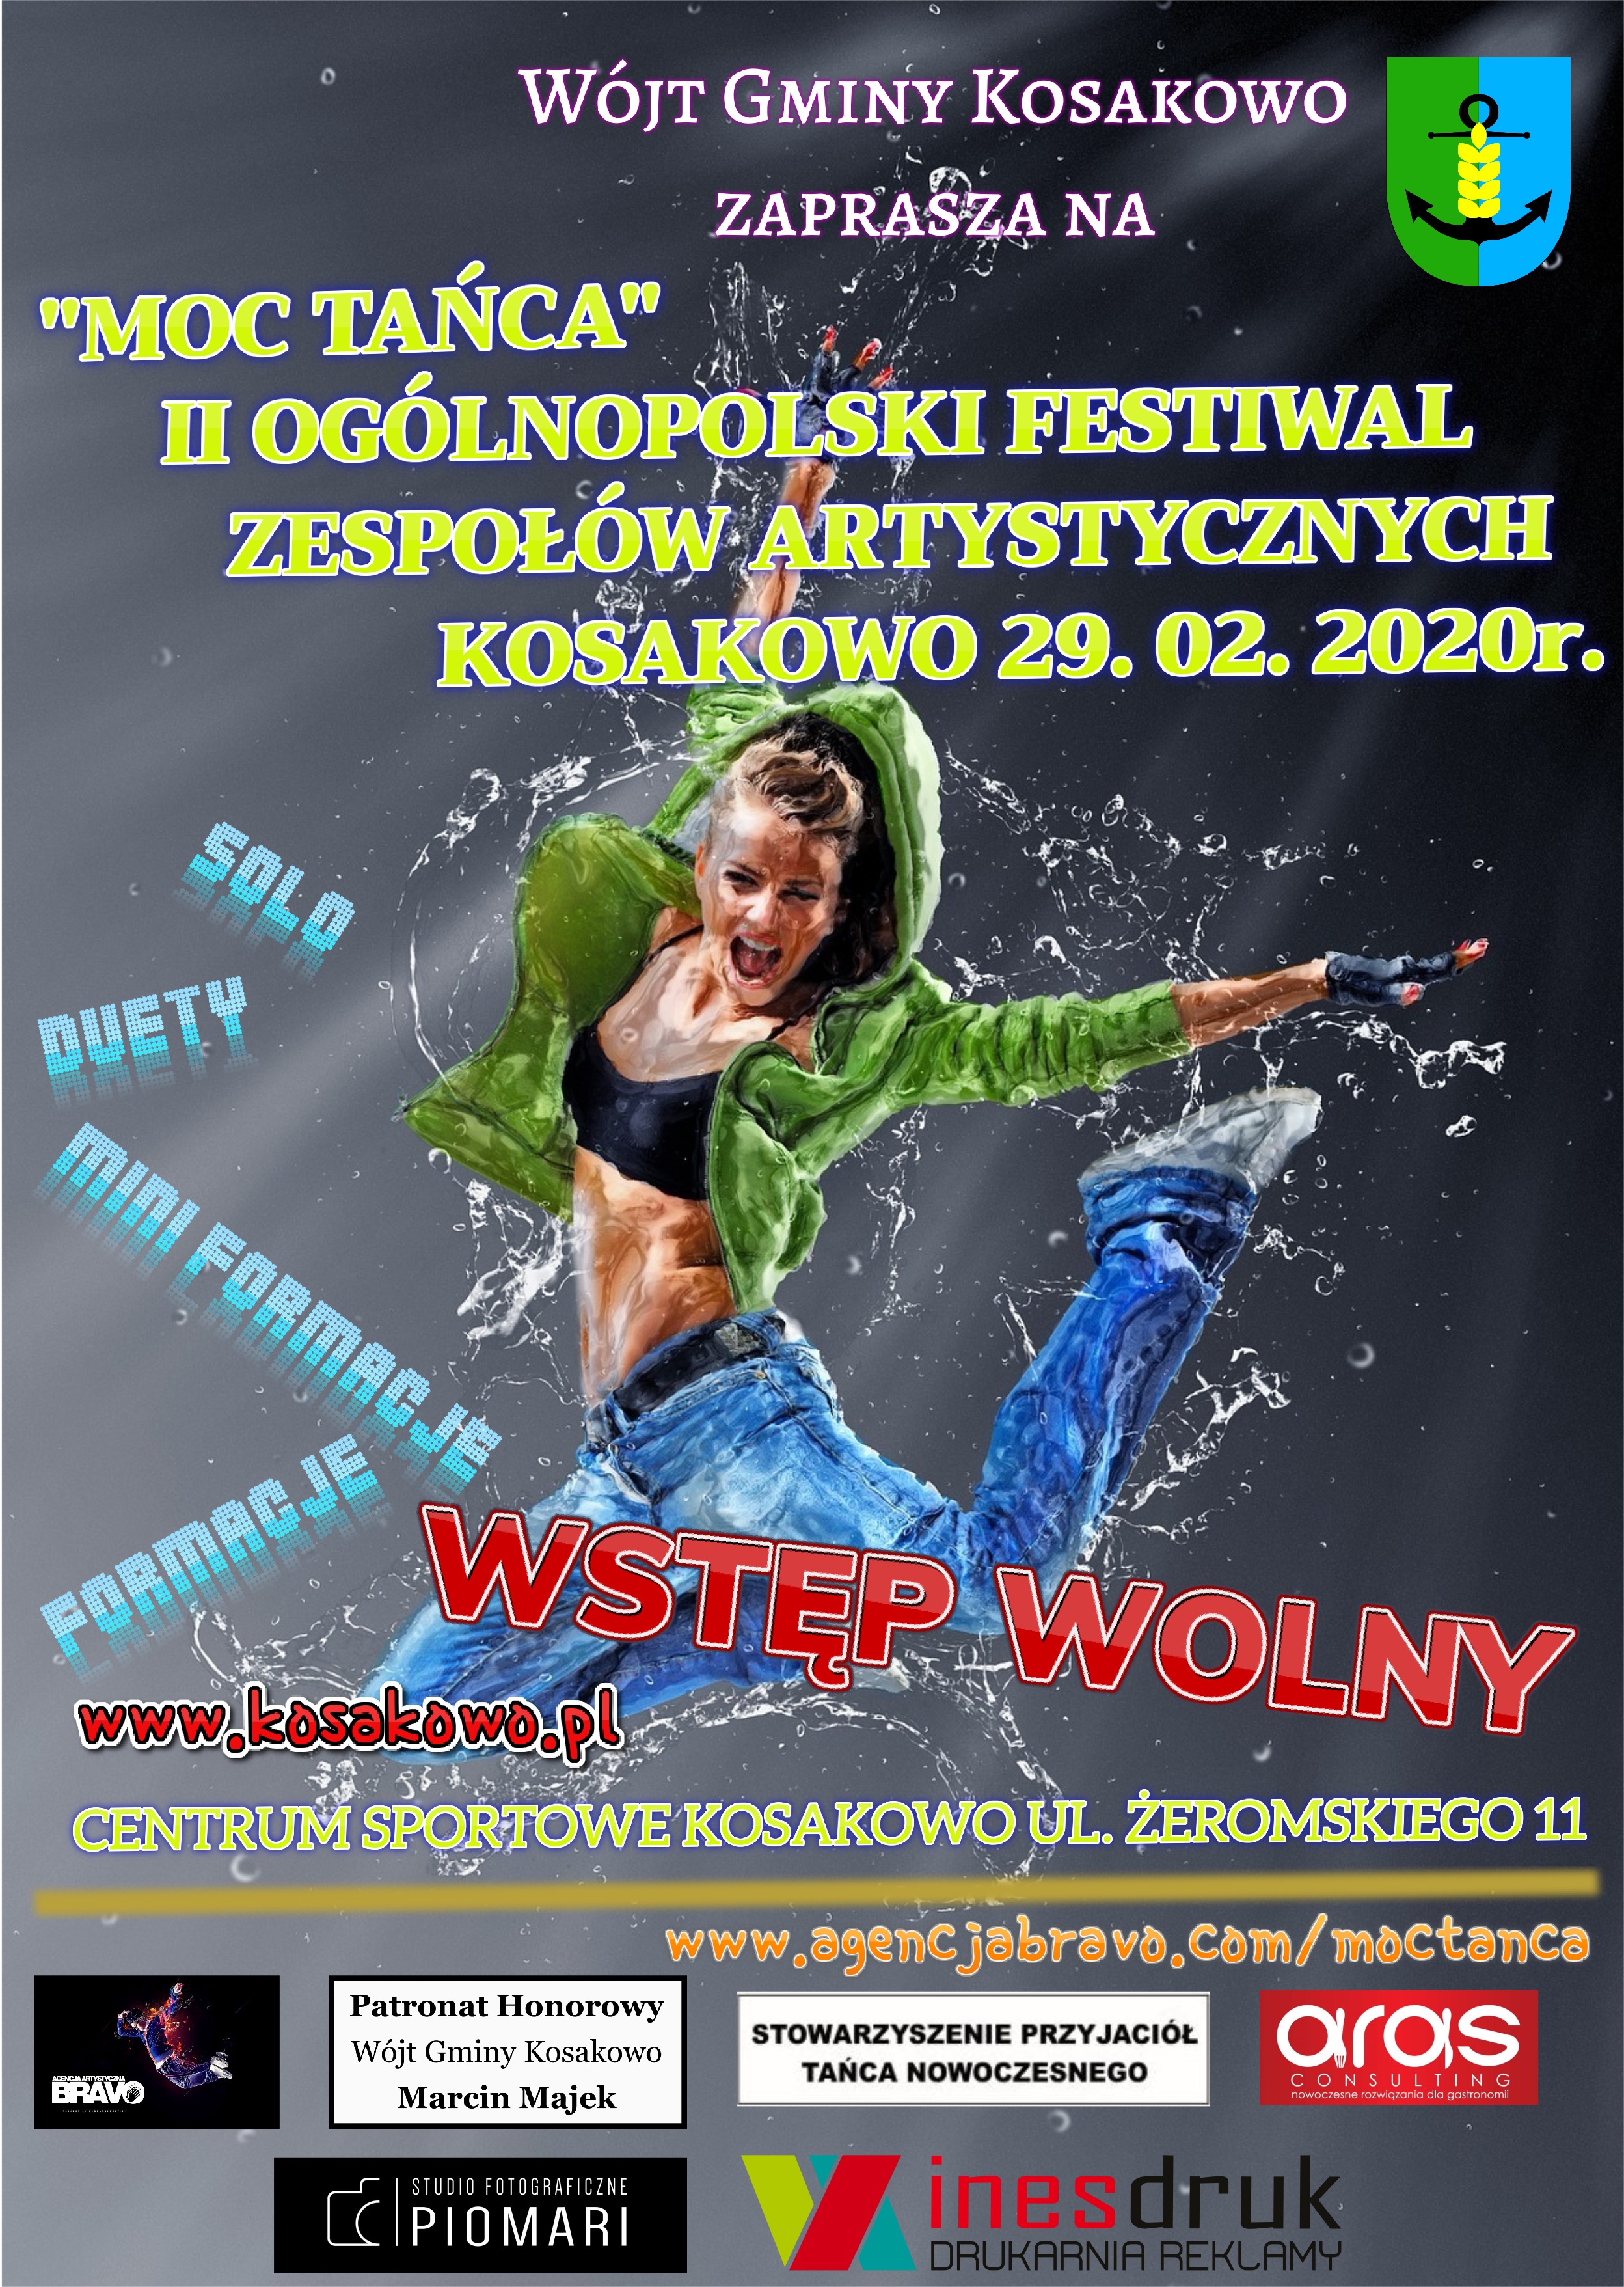 Wójt Gminy Kosakowo
zaprasza na
"MOC TAŃCA"
II OGÓLNOPOLSKI FESTIWAL
ZESPOŁÓW ARTYSTYCZNYCH
KOSAKOWO 29. 02. 2020r.
SOLO
DUETY
MINI FORMACJE
FORMACJE
WSTĘP WOLNY
www.kosakowo.pl
CENTRUM SPORTOWE KOSAKOWO UL. ŻEROMSKIEGO 11
www.agencjabravo.com/moctanca
AGENCJA ARTYSTYCZNA
BRAVO
Patronat Honorowy
Wójt Gminy Kosakowo
Marcin Majek
STOWARZYSZENIE PRZYJACIÓŁ
TAŃCA NOWOCZESNEGO
aras
CONSULTING
nowoczesne rozwiązania dla gastronomii
STUDIO FOTOGRAFICZNE
PIOMARI
inesdruk
DRUKARNIA REKLAMY